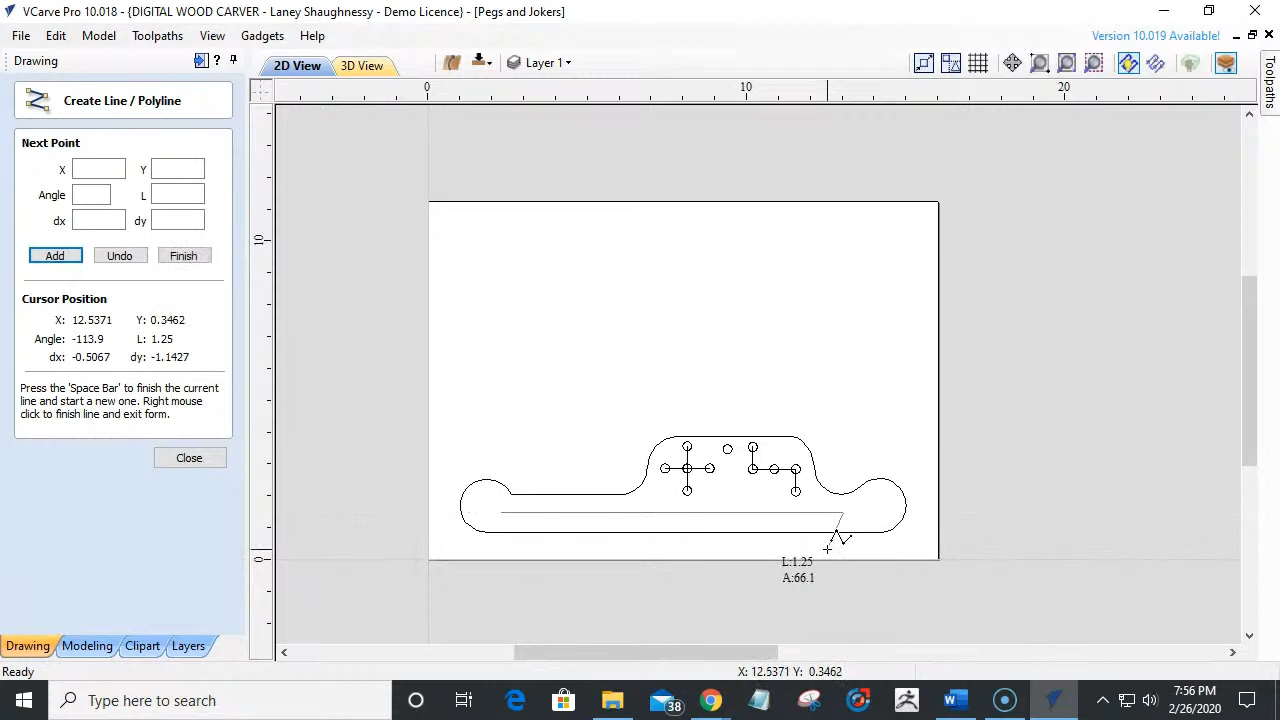 VCarve Pro 10.018 - {DIGITAL WOOD CARVER - Laney Shaughnessy - Demo Licence} - [Pegs and Jokers]
File Edit Model Toolpaths View Gadgets Help Version 10.019 Available!
Drawing ?
2D View 3D View Layer 1
Create Line / Polyline
0 10 20
Next Point
X Y
Angle L
dx dy
Add Undo Finish
Cursor Position
X: 12.5371 Y: 0.3462
Angle: -113.9 L: 1.25
dx: -0.5067 dy: -1.1427
Press the 'Space Bar' to finish the current
line and start a new one. Right mouse
click to finish line and exit form.
Close
10
0
L:1.25
A:66.1
Toolpaths
Drawing Modeling Clipart Layers
Ready X: 12.5371 Y: 0.3462
Type here to search
38
7:56 PM
2/26/2020